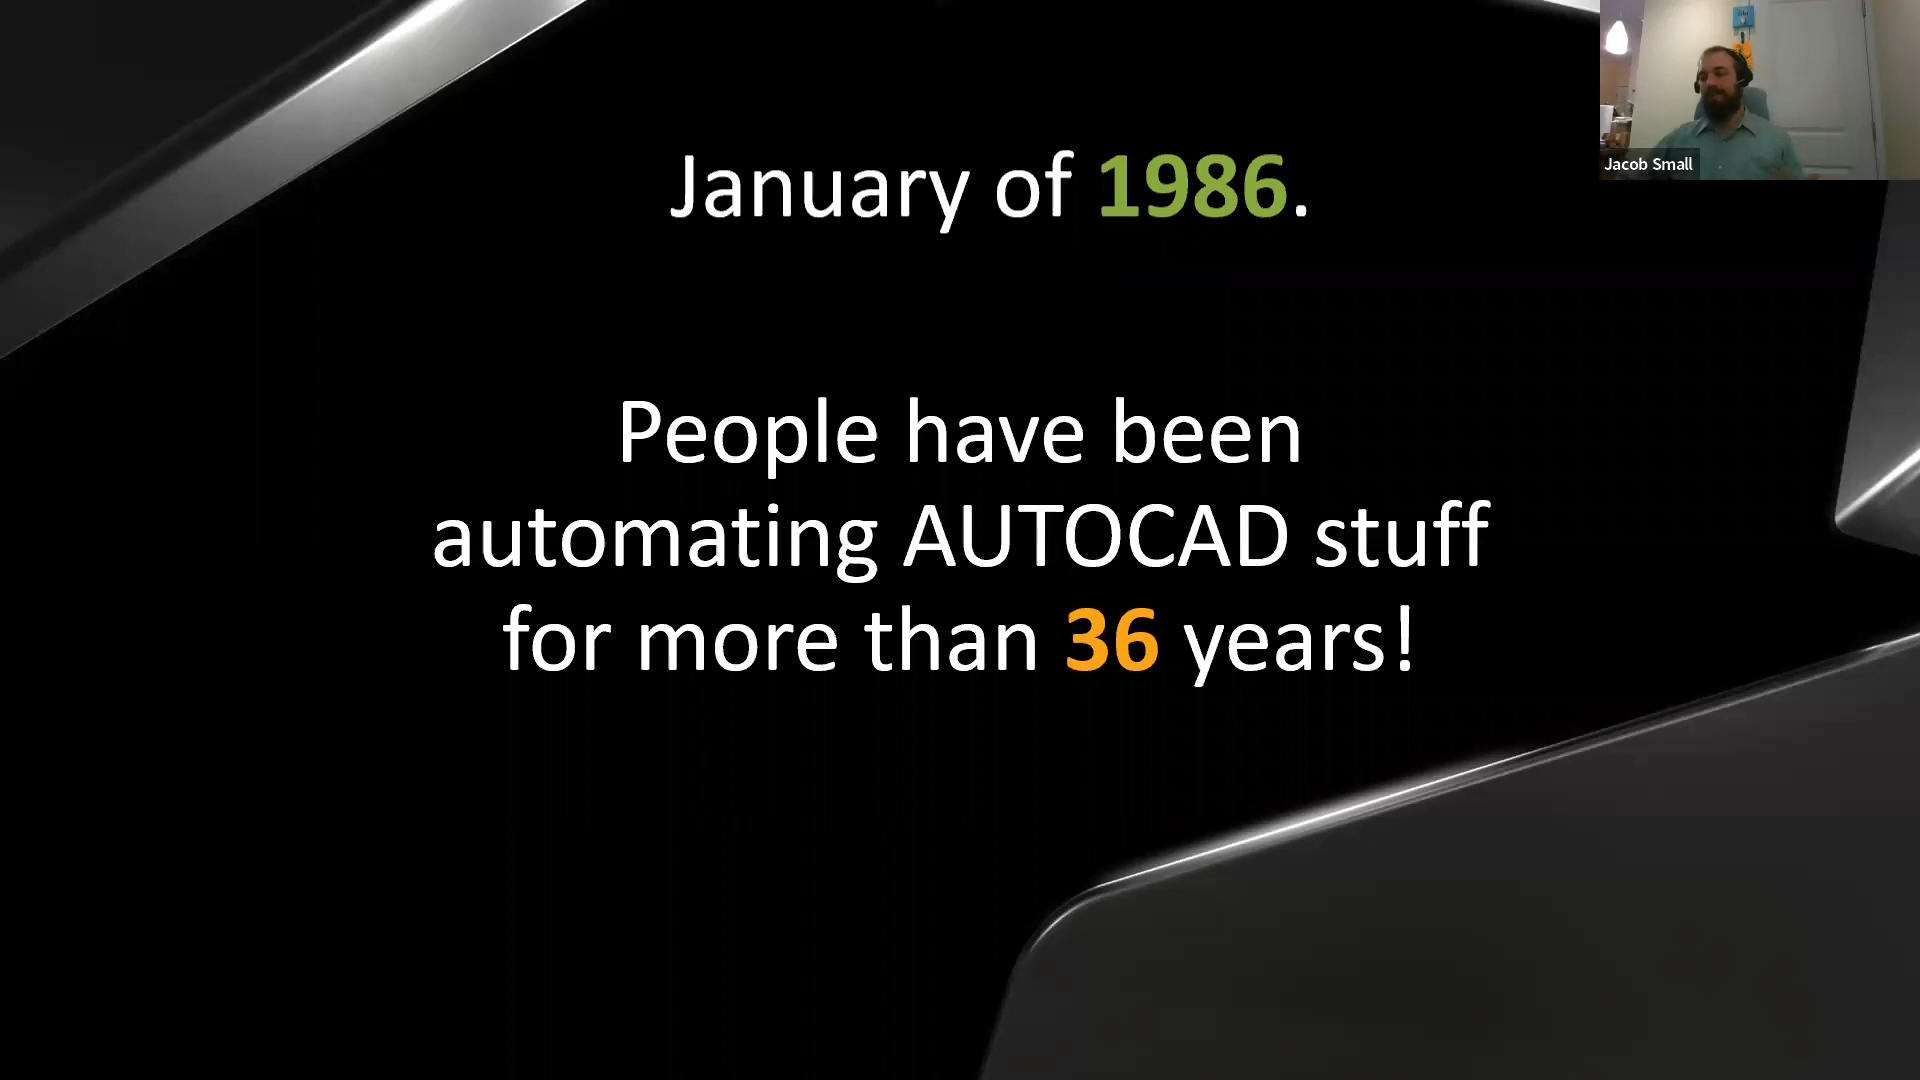 January of 1986.
People have been
automating AUTOCAD stuff
for more than 36 years!
Jacob Small